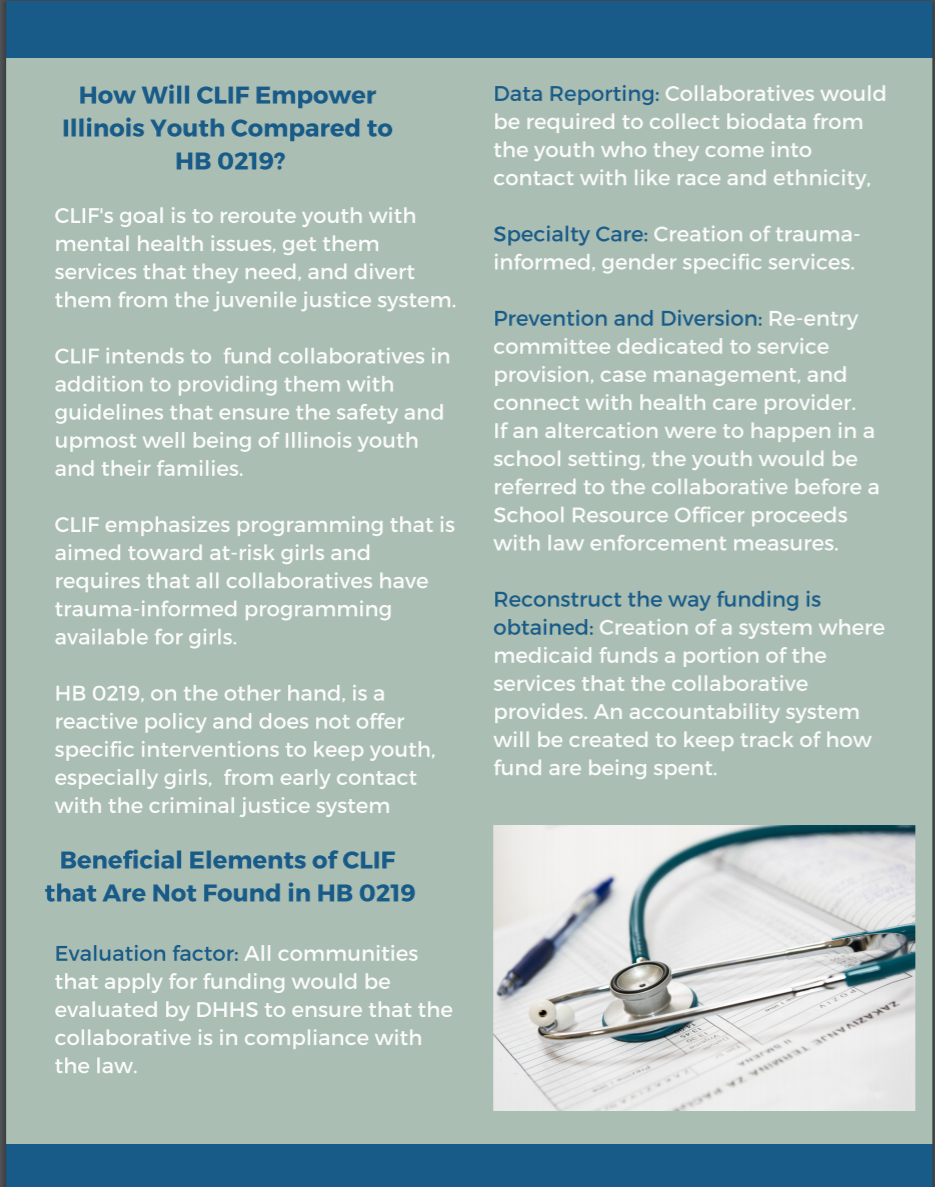 How Will CLIF Empower
Illinois Youth Compared to
HB 0219?
CLIF's goal is to reroute youth with
mental health issues, get them
services that they need, and divert
them from the juvenile justice system.
CLIF intends to  fund collaboratives in
addition to providing them with
guidelines that ensure the safety and
upmost well being of Illinois youth
and their families.
CLIF emphasizes programming that is
aimed toward at-risk girls and
requires that all collaboratives have
trauma-informed programming
available for girls.
HB 0219, on the other hand, is a
reactive policy and does not offer
specific interventions to keep youth,
especially girls,  from early contact
with the criminal justice system
Beneficial Elements of CLIF
that Are Not Found in HB 0219
Evaluation factor: All communities
that apply for funding would be
evaluated by DHHS to ensure that the
collaborative is in compliance with
the law.
Data Reporting: Collaboratives would
be required to collect biodata from
the youth who they come into
contact with like race and ethnicity,
Specialty Care: Creation of trauma-
informed, gender specific services.
Prevention and Diversion: Re-entry
committee dedicated to service
provision, case management, and
connect with health care provider.
If an altercation were to happen in a
school setting, the youth would be
referred to the collaborative before a
School Resource Officer proceeds
with law enforcement measures.
Reconstruct the way funding is
obtained: Creation of a system where
medicaid funds a portion of the
services that the collaborative
provides. An accountability system
will be created to keep track of how
fund are being spent.
ZAKAZIVANJE TERMINA ZA
II SMJENA